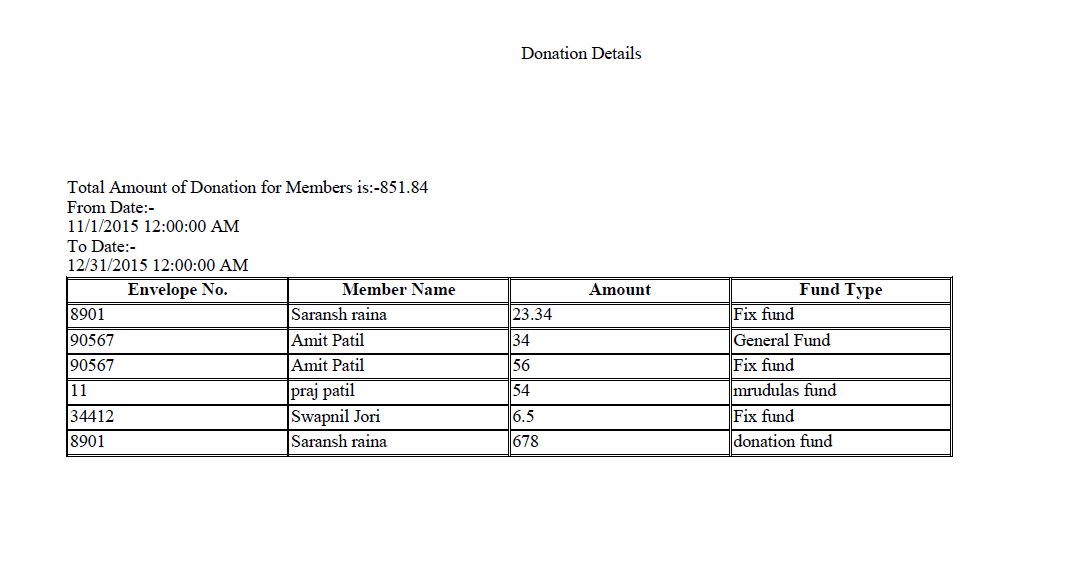 Donation Details
Total Amount of Donation for Members is:-851.84
From Date:-
11/1/2015 12:00:00 AM
To Date:-
12/31/2015 12:00:00 AM
Envelope No. Member Name Amount Fund Type
8901 Saransh raina 23.34 Fix fund
90567 Amit Patil 34 General Fund
90567 Amit Patil 56 Fix fund
11 praj patil 54 mrudulas fund
34412 Swapnil Jori 6.5 Fix fund
8901 Saransh raina 678 donation fund